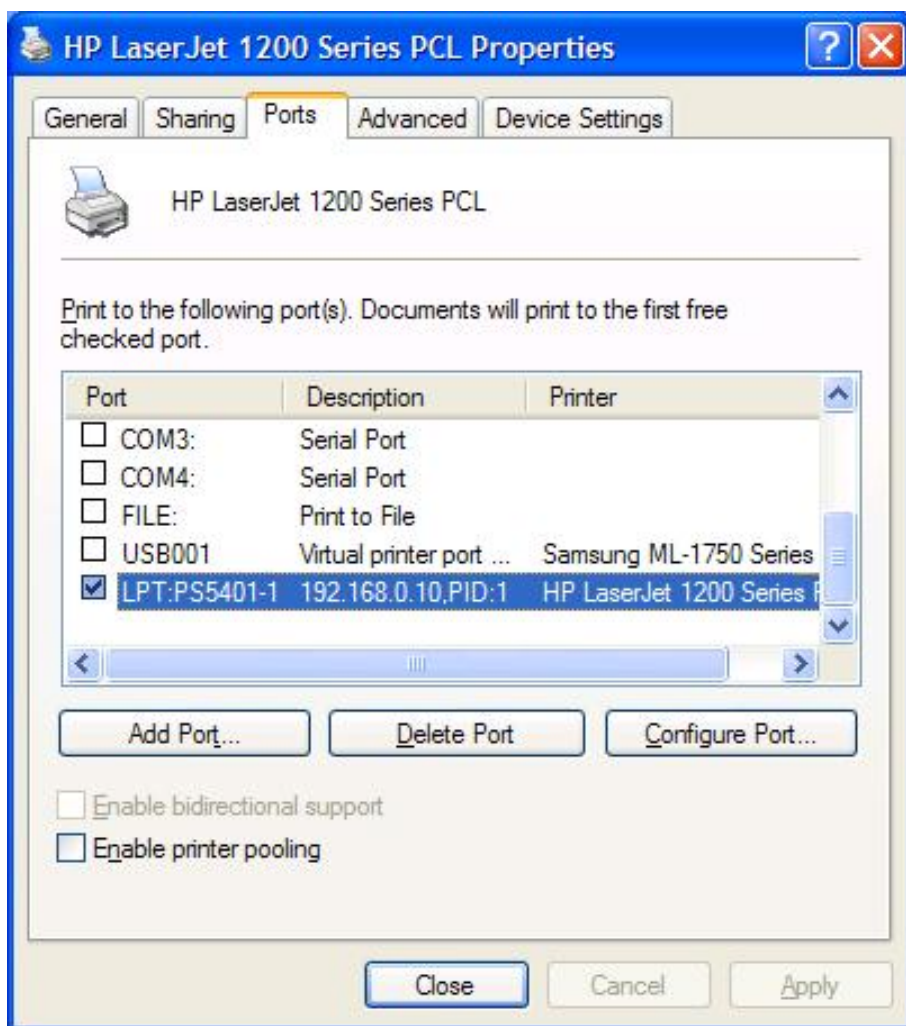 HP LaserJet 1200 Series PCL Properties
General Sharing Ports Advanced Device Settings
HP LaserJet 1200 Series PCL
Print to the following port(s). Documents will print to the first free
checked port.
Port Description Printer
COM3: Serial Port
COM4: Serial Port
FILE: Print to File
USB001 Virtual printer port ... Samsung ML-1750 Series
LPT:PS5401-1 192.168.0.10,PID:1 HP LaserJet 1200 Series P
Add Port... Delete Port Configure Port...
Enable bidirectional support
Enable printer pooling
Close Cancel Apply